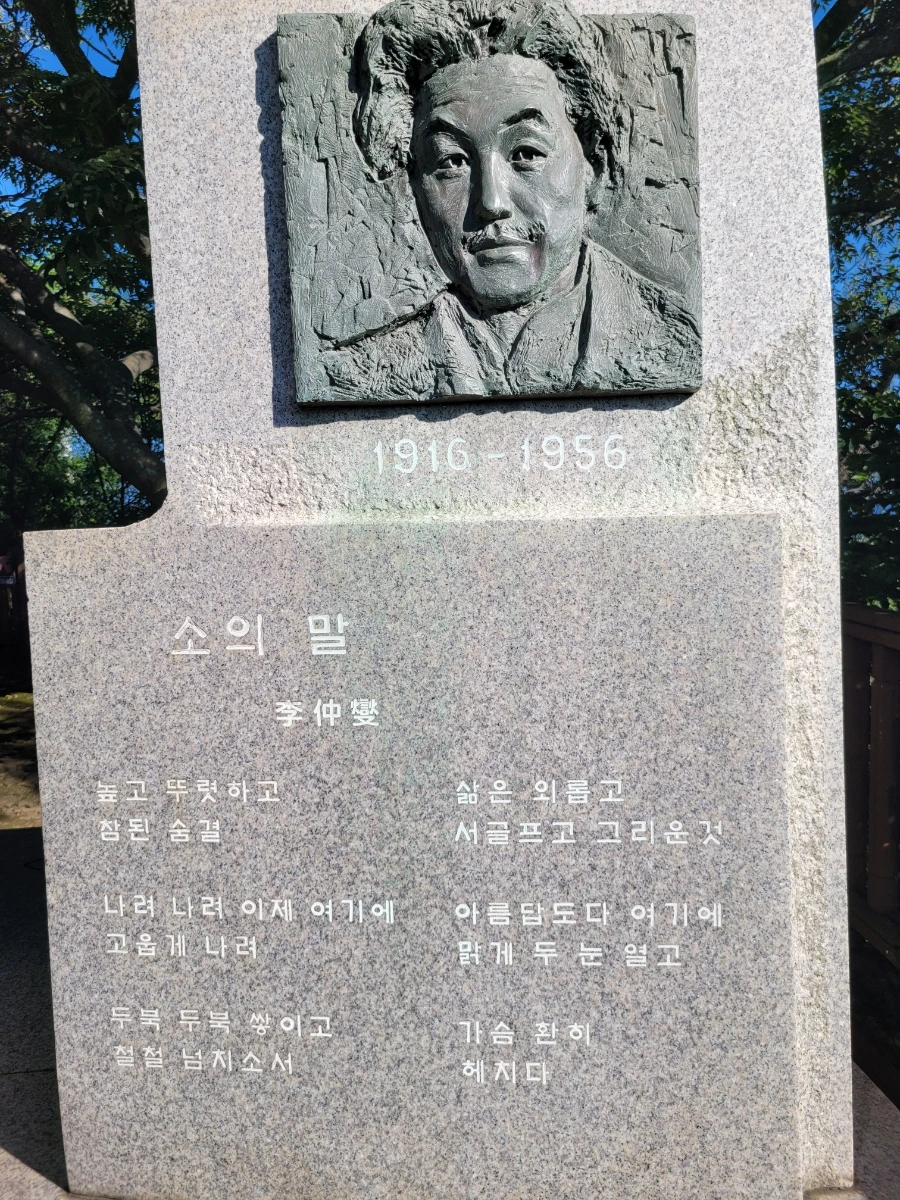 1916-1956
소의 말
李仲燮
높고 뚜렷하고
참된 숨결
나려 나려 이제 여기에
고웁게 나려
두북 두북 쌓이고
철철 넘치소서
삶은 외롭고
서글프고 그리운것
아름답도다 여기에
맑게 두 눈 열고
가슴 환히
헤치다